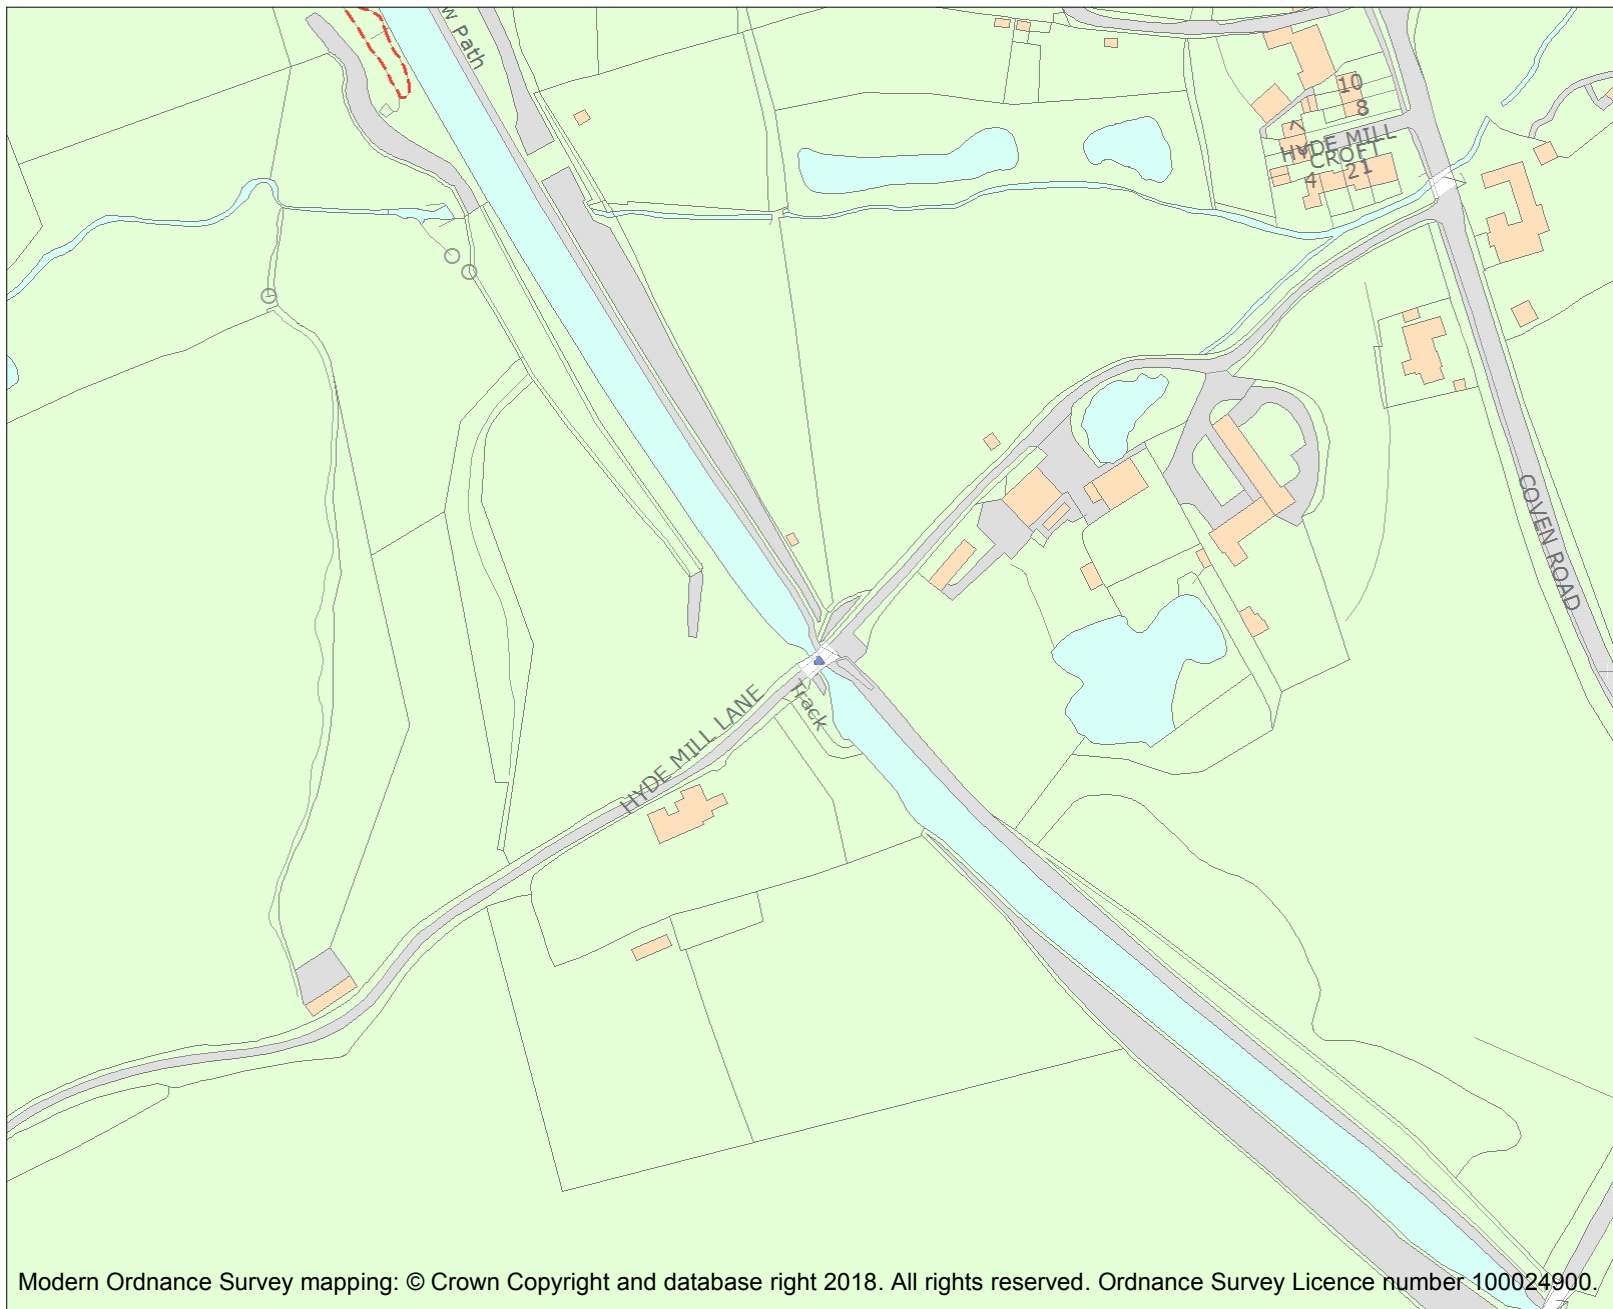 w Path
10
8
7
HYDE MILL
CROFT
4
21
COVEN ROAD
HYDE MILL LANE
Track
Modern Ordnance Survey mapping: © Crown Copyright and database right 2018. All rights reserved. Ordnance Survey Licence number 100024900.